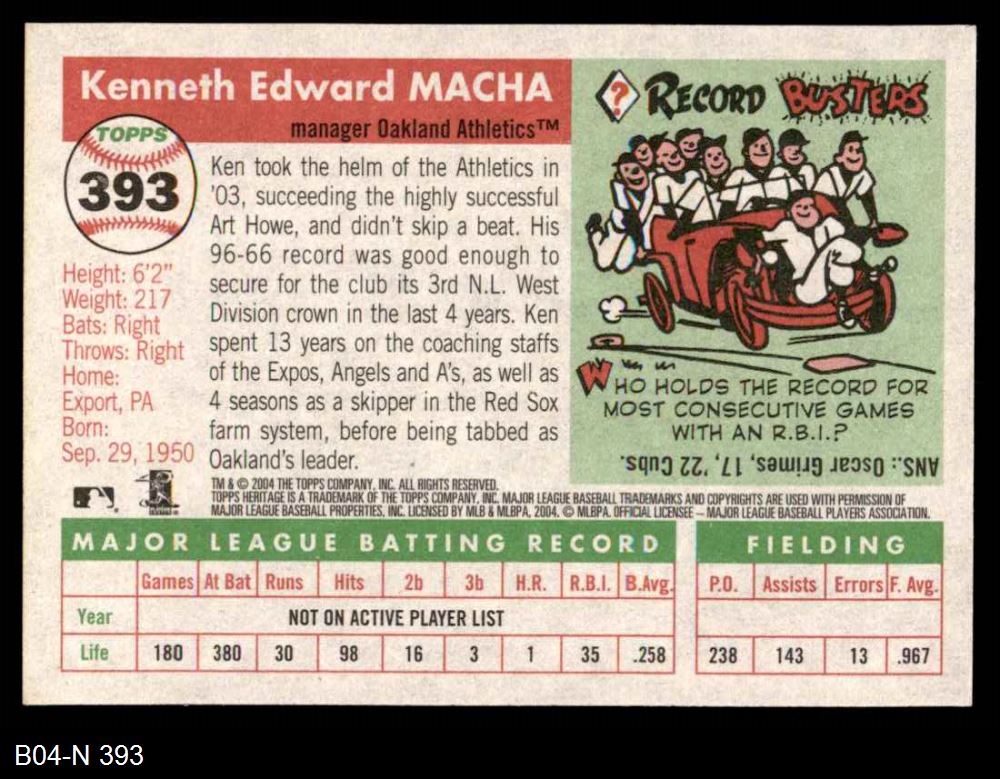 Kenneth Edward MACHA
manager Oakland Athletics™
TOPPS
393
Height: 6'2"
Weight: 217
Bats: Right
Throws: Right
Home:
Export, PA
Born:
Sep. 29, 1950
Ken took the helm of the Athletics in
'03, succeeding the highly successful
Art Howe, and didn't skip a beat. His
96-66 record was good enough to
secure for the club its 3rd N.L. West
Division crown in the last 4 years. Ken
spent 13 years on the coaching staffs
of the Expos, Angels and A's, as well as
4 seasons as a skipper in the Red Sox
farm system, before being tabbed as
Oakland's leader.
? RECORD BUSTERS
WHO HOLDS THE RECORD FOR
MOST CONSECUTIVE GAMES
WITH AN R.B.I.?
ANS.: Oscar Grimes, 17, '22 Cubs.
TM & © 2004 THE TOPPS COMPANY, INC. ALL RIGHTS RESERVED.
TOPPS HERITAGE IS A TRADEMARK OF THE TOPPS COMPANY, INC. MAJOR LEAGUE BASEBALL TRADEMARKS AND COPYRIGHTS ARE USED WITH PERMISSION OF
MAJOR LEAGUE BASEBALL PROPERTIES, INC. LICENSED BY MLB & MLBPA, 2004. © MLBPA. OFFICIAL LICENSEE – MAJOR LEAGUE BASEBALL PLAYERS ASSOCIATION.
MAJOR LEAGUE BATTING RECORD FIELDING
Games At Bat Runs Hits 2b 3b H.R. R.B.I. B.Avg. P.O. Assists Errors F. Avg.
Year NOT ON ACTIVE PLAYER LIST
Life 180 380 30 98 16 3 1 35 .258 238 143 13 .967
B04-N 393